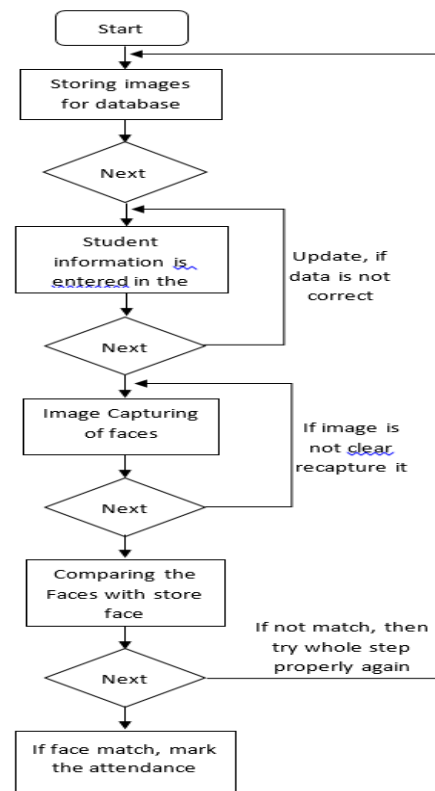 Start
Storing images
for database
Next
Student
information is
entered in the
Next
Update, if
data is not
correct
Image Capturing
of faces
Next
If image is
not clear
recapture it
Comparing the
Faces with store
face
Next
If not match, then
try whole step
properly again
If face match, mark
the attendance